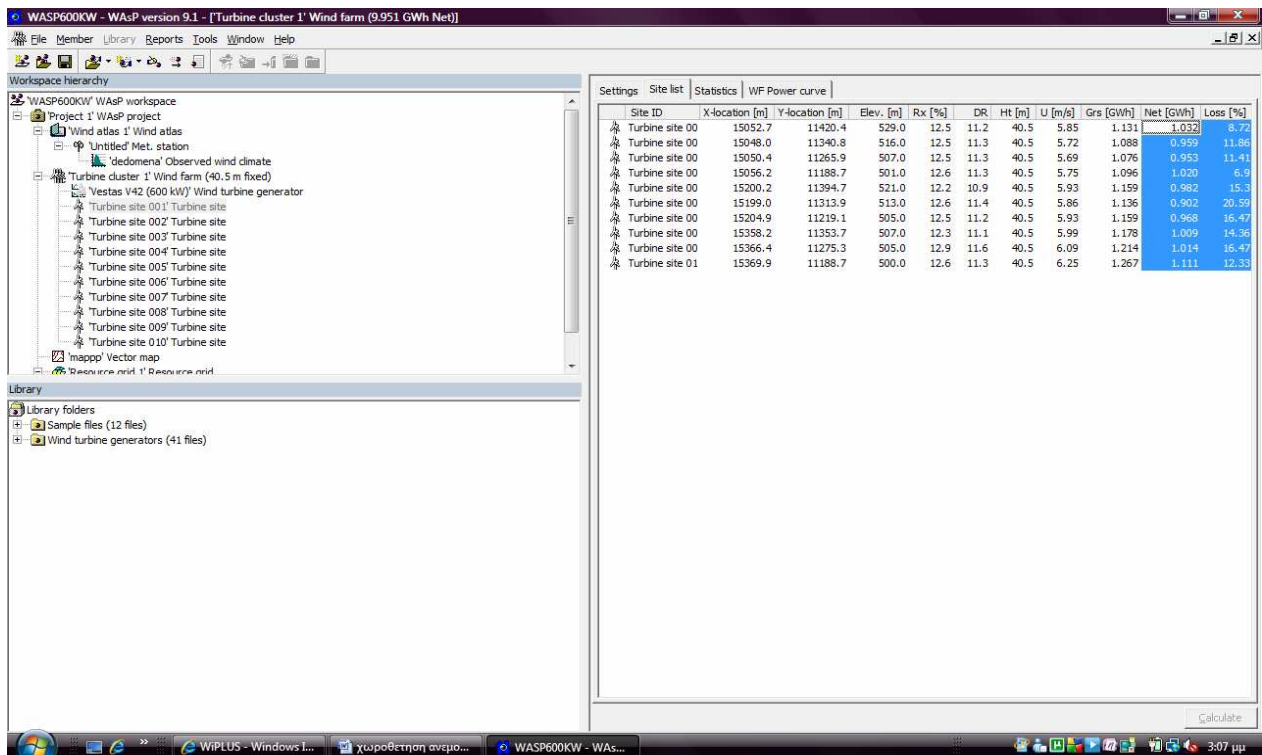 WASP600KW - WAsP version 9.1 - ['Turbine cluster 1' Wind farm (9.951 GWh Net)]
File Member Library Reports Tools Window Help
Workspace hierarchy
'WASP600KW' WAsP workspace
'Project 1' WAsP project
'Wind atlas 1' Wind atlas
'Untitled' Met. station
'dedomena' Observed wind climate
'Turbine cluster 1' Wind farm (40.5 m fixed)
'Vestas V42 (600 kW)' Wind turbine generator
'Turbine site 001' Turbine site
'Turbine site 002' Turbine site
'Turbine site 003' Turbine site
'Turbine site 004' Turbine site
'Turbine site 005' Turbine site
'Turbine site 006' Turbine site
'Turbine site 007' Turbine site
'Turbine site 008' Turbine site
'Turbine site 009' Turbine site
'Turbine site 010' Turbine site
'mappp' Vector map
'Resource grid 1' Resource grid
Library
Library folders
Sample files (12 files)
Wind turbine generators (41 files)
Settings Site list Statistics WF Power curve
Site ID X-location [m] Y-location [m] Elev. [m] Rx [%] DR Ht [m] U [m/s] Grs [GWh] Net [GWh] Loss [%]
Turbine site 00 15052.7 11420.4 529.0 12.5 11.2 40.5 5.85 1.131 1.032 8.72
Turbine site 00 15048.0 11340.8 516.0 12.5 11.3 40.5 5.72 1.088 0.959 11.86
Turbine site 00 15050.4 11265.9 507.0 12.5 11.3 40.5 5.69 1.076 0.953 11.41
Turbine site 00 15056.2 11188.7 501.0 12.6 11.3 40.5 5.75 1.096 1.020 6.9
Turbine site 00 15200.2 11394.7 521.0 12.2 10.9 40.5 5.93 1.159 0.982 15.3
Turbine site 00 15199.0 11313.9 513.0 12.6 11.4 40.5 5.86 1.136 0.902 20.59
Turbine site 00 15204.9 11219.1 505.0 12.5 11.2 40.5 5.93 1.159 0.968 16.47
Turbine site 00 15358.2 11353.7 507.0 12.3 11.1 40.5 5.99 1.178 1.009 14.36
Turbine site 00 15366.4 11275.3 505.0 12.9 11.6 40.5 6.09 1.214 1.014 16.47
Turbine site 01 15369.9 11188.7 500.0 12.6 11.3 40.5 6.25 1.267 1.111 12.33
Calculate
WiPLUS - Windows I... χωροθετηση ανεμο... WASP600KW - WAs... 3:07 μμ